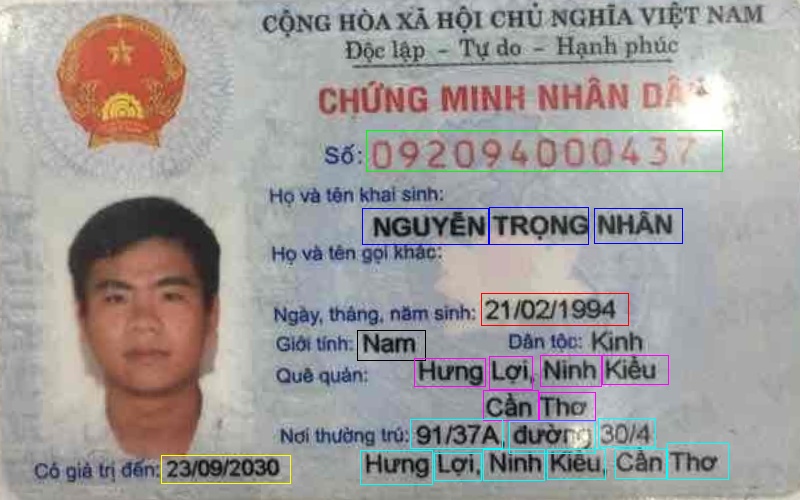 CỘNG HÒA XÃ HỘI CHỦ NGHĨA VIỆT NAM
Độc lập - Tự do - Hạnh phúc
CHỨNG MINH NHÂN DÂN
Số: 092094000437
Họ và tên khai sinh:
NGUYỄN TRỌNG NHÂN
Họ và tên gọi khác:
Ngày, tháng, năm sinh: 21/02/1994
Giới tính: Nam Dân tộc: Kinh
Quê quán: Hưng Lợi, Ninh Kiều
Cần Thơ
Nơi thường trú: 91/37A, đường 30/4
Có giá trị đến: 23/09/2030 Hưng Lợi, Ninh Kiều, Cần Thơ